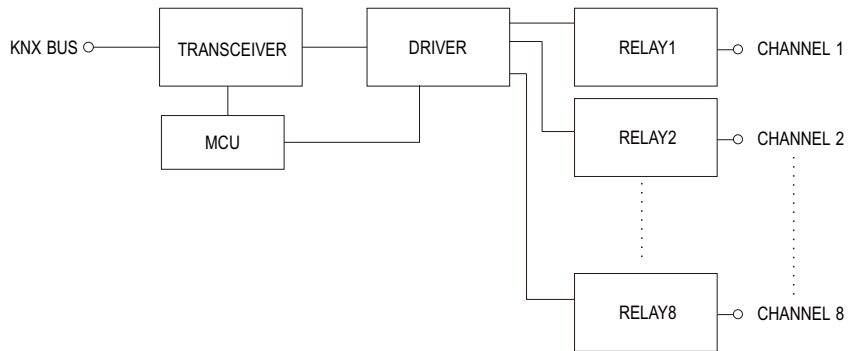 KNX BUS
TRANSCEIVER
DRIVER
RELAY1
CHANNEL 1
MCU
RELAY2
CHANNEL 2
RELAY8
CHANNEL 8